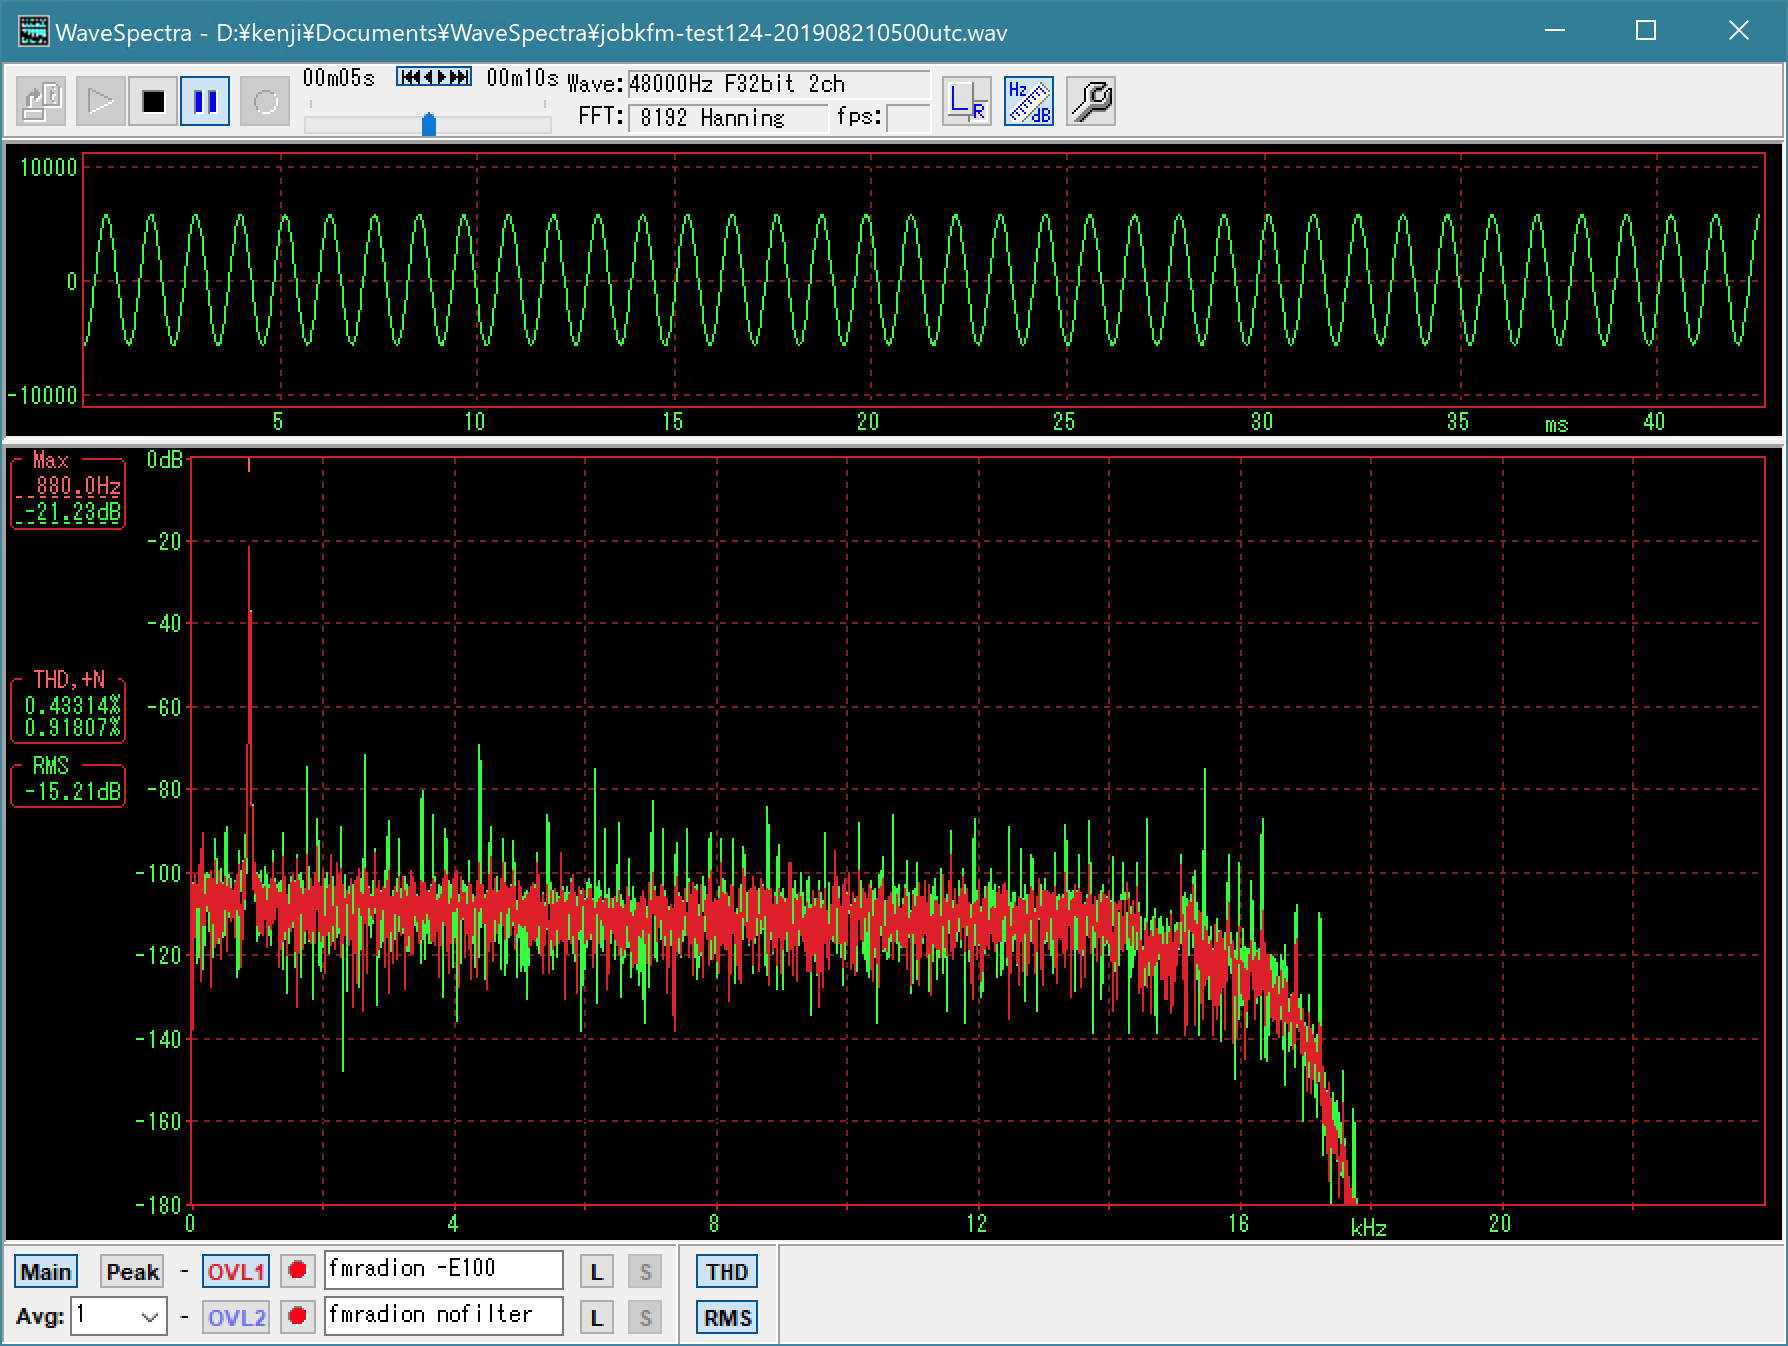 WaveSpectra - D:¥kenji¥Documents¥WaveSpectra¥jobkfm-test124-201908210500utc.wav
00m05s 00m10s Wave: 48000Hz F32bit 2ch
FFT: 8192 Hanning fps:
L R Hz dB
10000
0
-10000
5 10 15 20 25 30 35 ms 40
Max
880.0Hz
-21.23dB
THD,+N
0.43314%
0.91807%
RMS
-15.21dB
0dB
-20
-40
-60
-80
-100
-120
-140
-160
-180
0 4 8 12 16 kHz 20
Main Peak - OVL1 fmradion -E100 L S THD
Avg: 1 - OVL2 fmradion nofilter L S RMS